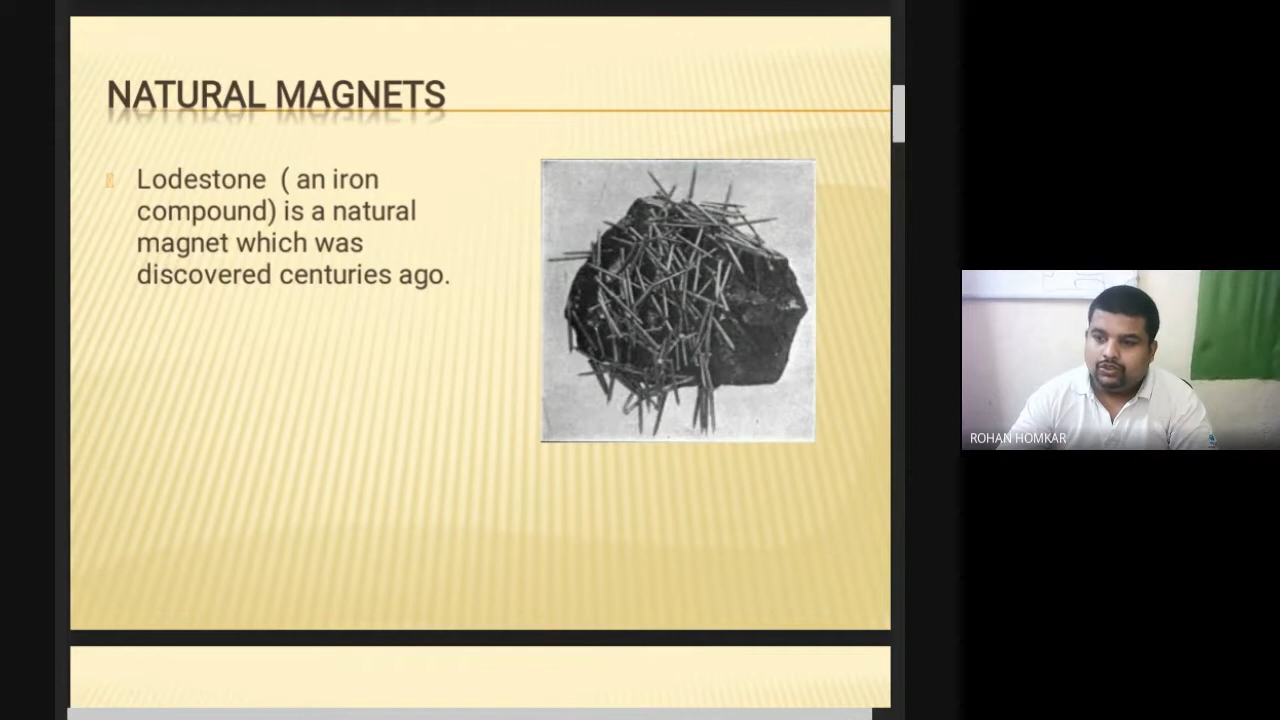 NATURAL MAGNETS
Lodestone ( an iron
compound) is a natural
magnet which was
discovered centuries ago.
ROHAN HOMKAR